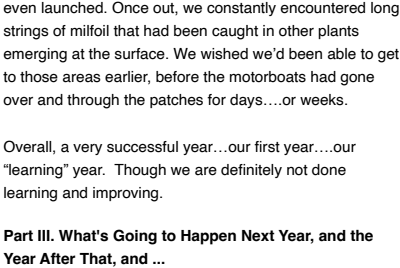 even launched. Once out, we constantly encountered long
strings of milfoil that had been caught in other plants
emerging at the surface. We wished we'd been able to get
to those areas earlier, before the motorboats had gone
over and through the patches for days….or weeks.

Overall, a very successful year…our first year….our
“learning” year.  Though we are definitely not done
learning and improving.

Part III. What's Going to Happen Next Year, and the
Year After That, and ...